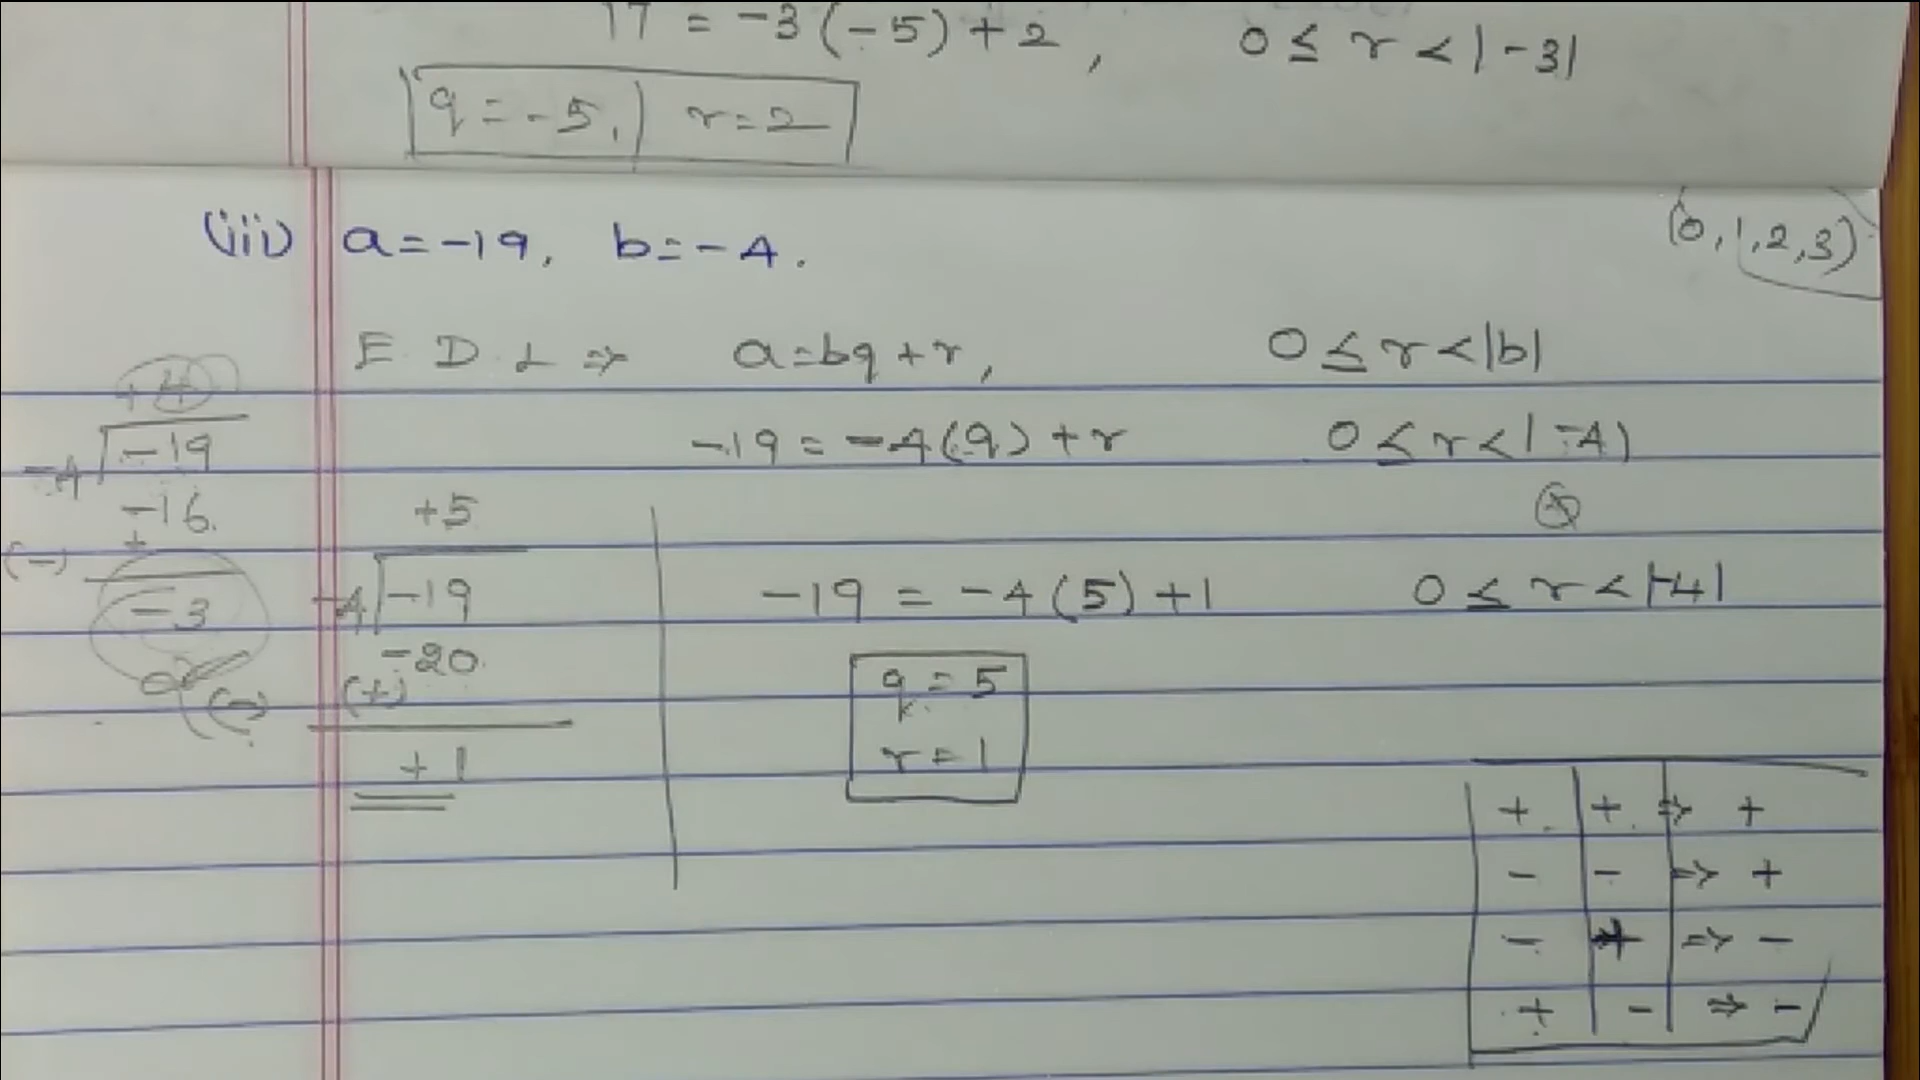 17 = -3(-5)+2, 0 ≤ r < |-3|
q = -5, r = 2
(iii) a = -19, b = -4.
(0,1,2,3)
E. D. L ⇒ a = bq + r, 0 ≤ r < |b|
-19 = -4(q) + r 0 ≤ r < |-4|
+4
-4 -19
-16
+
(-)
-3
+5
-4 -19
-20
(-) (+)
+1
-19 = -4(5)+1 0 ≤ r < |-4|
q = 5
r = 1
+ + ⇒ +
- - ⇒ +
- + ⇒ -
+ - ⇒ -